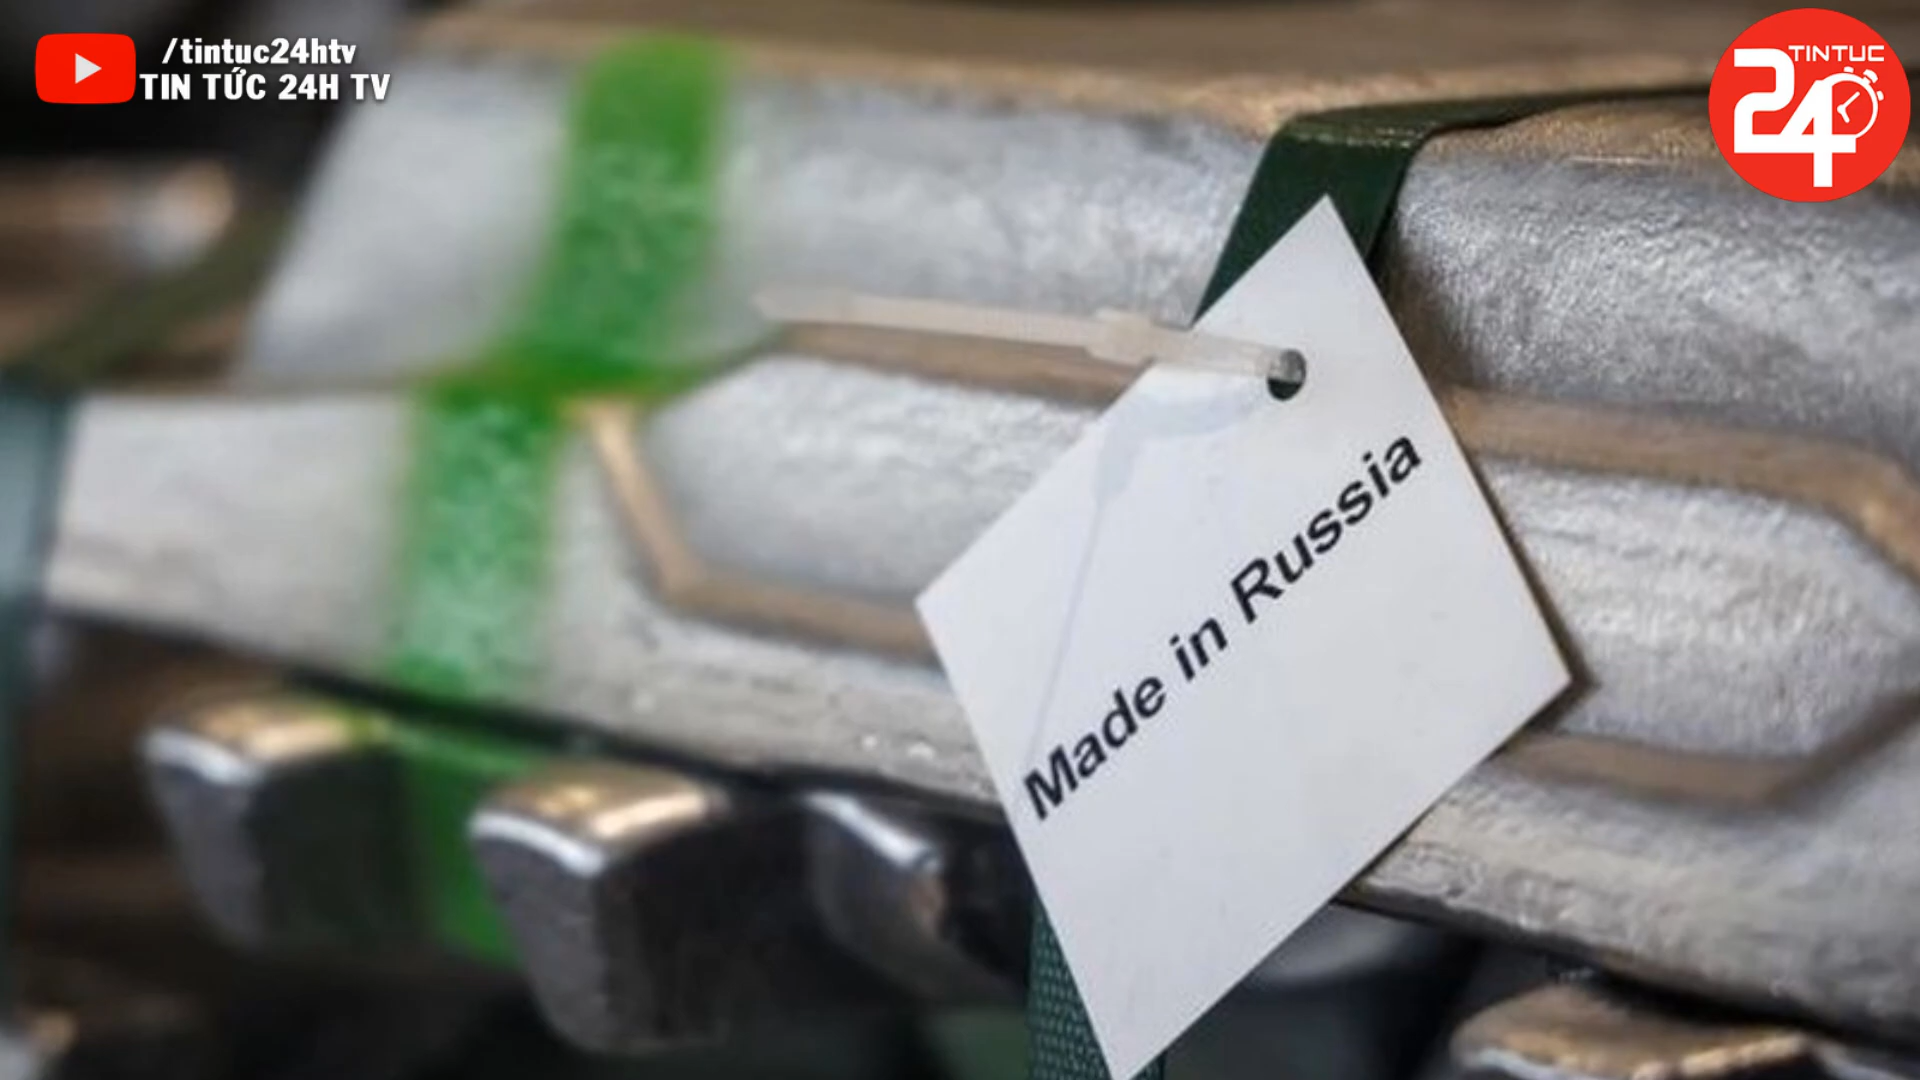 /tintuc24htv
TIN TỨC 24H TV
TINTUC
24
Made in Russia